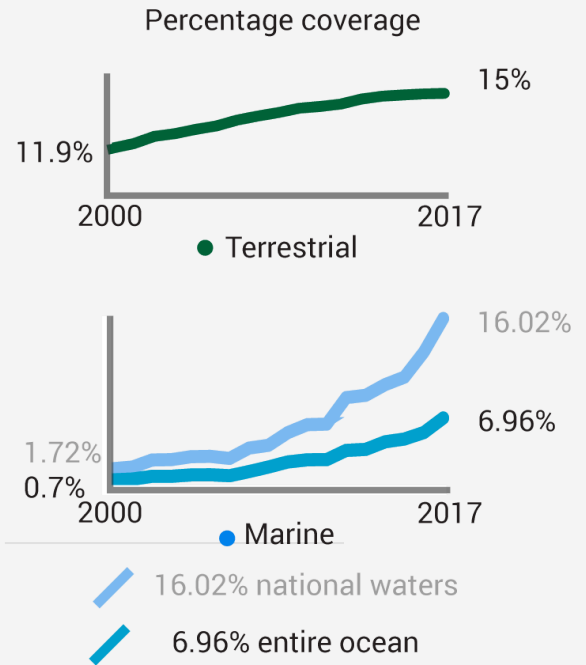 Percentage coverage
15%
11.9%
2000 2017
Terrestrial
16.02%
6.96%
1.72%
0.7%
2000 2017
Marine
16.02% national waters
6.96% entire ocean